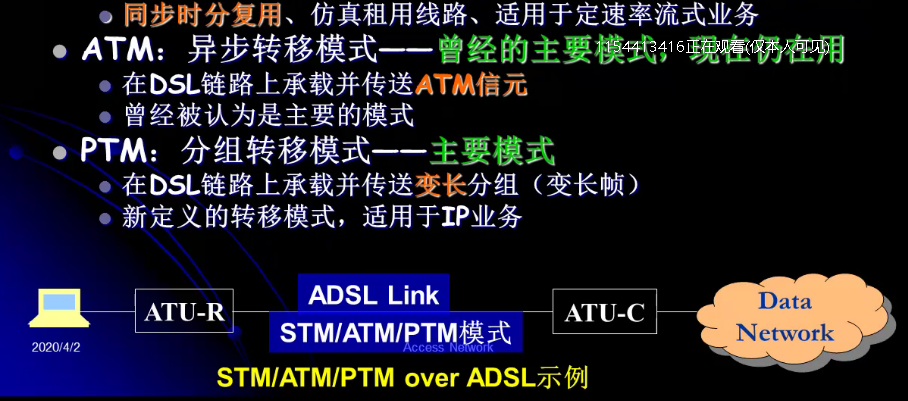 同步时分复用、仿真租用线路、适用于定速率流式业务
ATM：异步转移模式——曾经的主要模式，现在仍在用
1154413416正在观看(仅本人可见)
在DSL链路上承载并传送ATM信元
曾经被认为是主要的模式
PTM：分组转移模式——主要模式
在DSL链路上承载并传送变长分组（变长帧）
新定义的转移模式，适用于IP业务
ADSL Link
ATU-R
ATU-C
Data
Network
STM/ATM/PTM模式
2020/4/2
Access Network
STM/ATM/PTM over ADSL示例